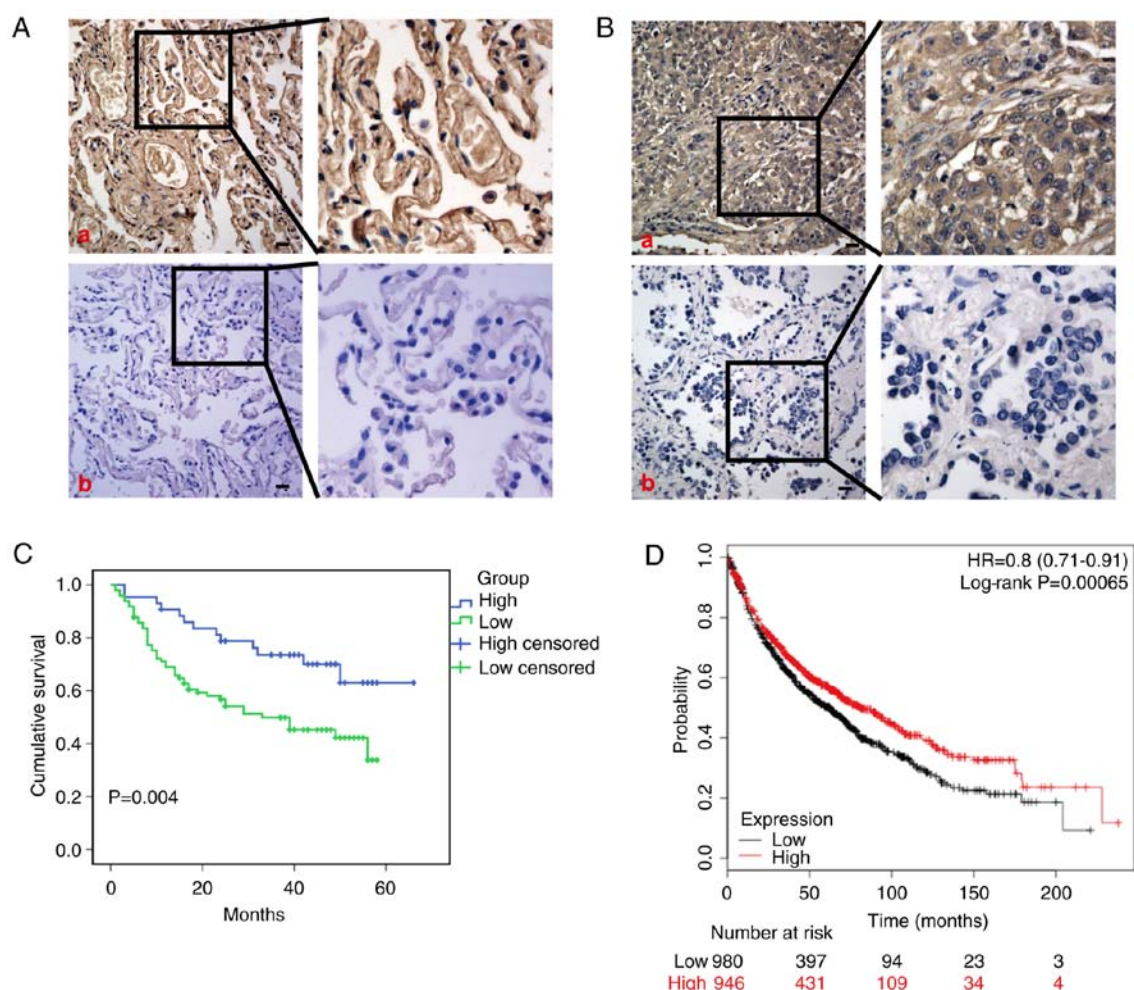 A
a
b
B
a
b
C
1.0
0.8
0.6
0.4
0.2
0.0
Cumulative survival
P=0.004
0 20 40 60
Months
Group
High
Low
High censored
Low censored
D
HR=0.8 (0.71-0.91)
Log-rank P=0.00065
1.0
0.8
0.6
0.4
0.2
0.0
Probability
Expression
Low
High
0 50 100 150 200
Time (months)
Number at risk
Low 980 397 94 23 3
High 946 431 109 34 4